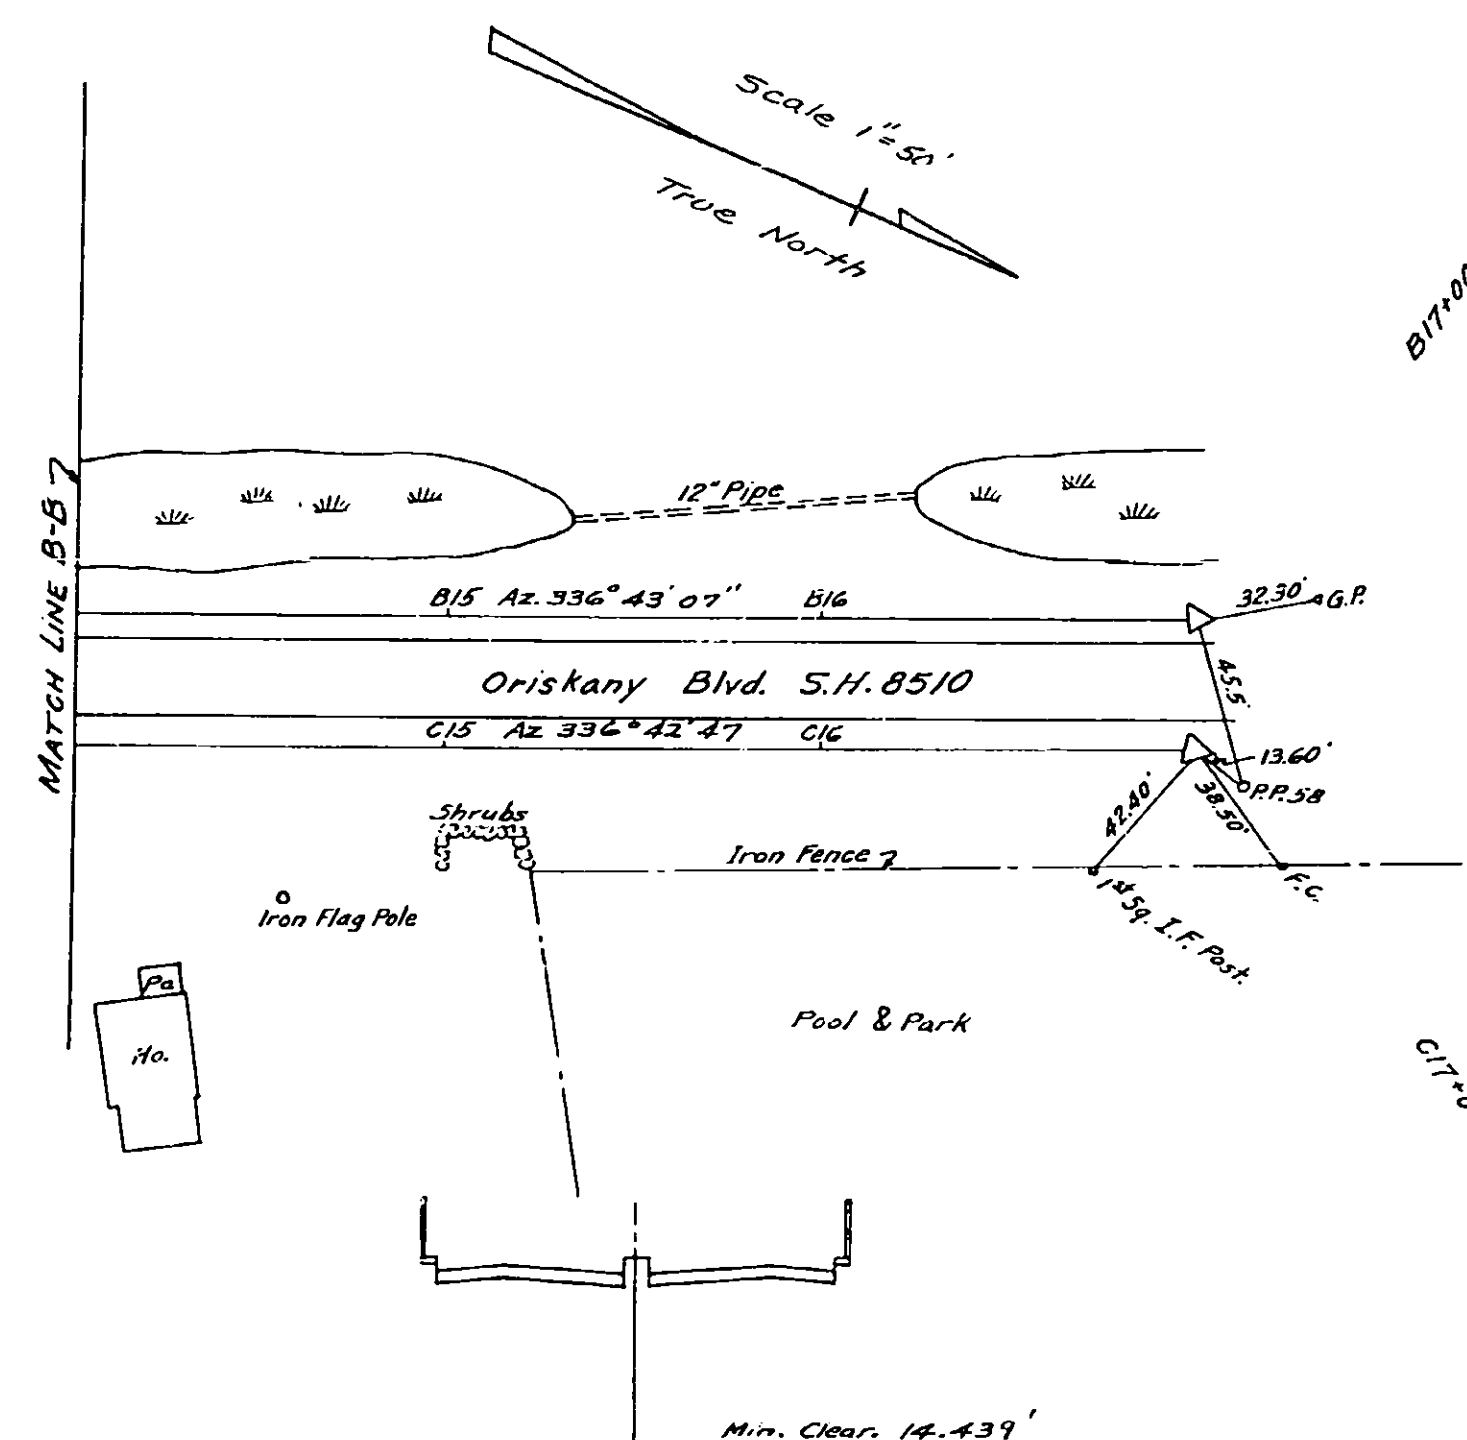 Scale 1"=50'
True North
B17+00
MATCH LINE B-B
12" Pipe
B15 Az. 336° 43' 07" B16
32.30' G.P.
45.5'
Oriskany Blvd. S.H. 8510
C15 Az 336° 42' 47 C16
13.60'
P.P. 58
42.40'
38.50'
Shrubs
Iron Fence
1st Sq. I.F. Post.
F.C.
Iron Flag Pole
Pa
Ho.
Pool & Park
C17+0
Min. Clear. 14.439'